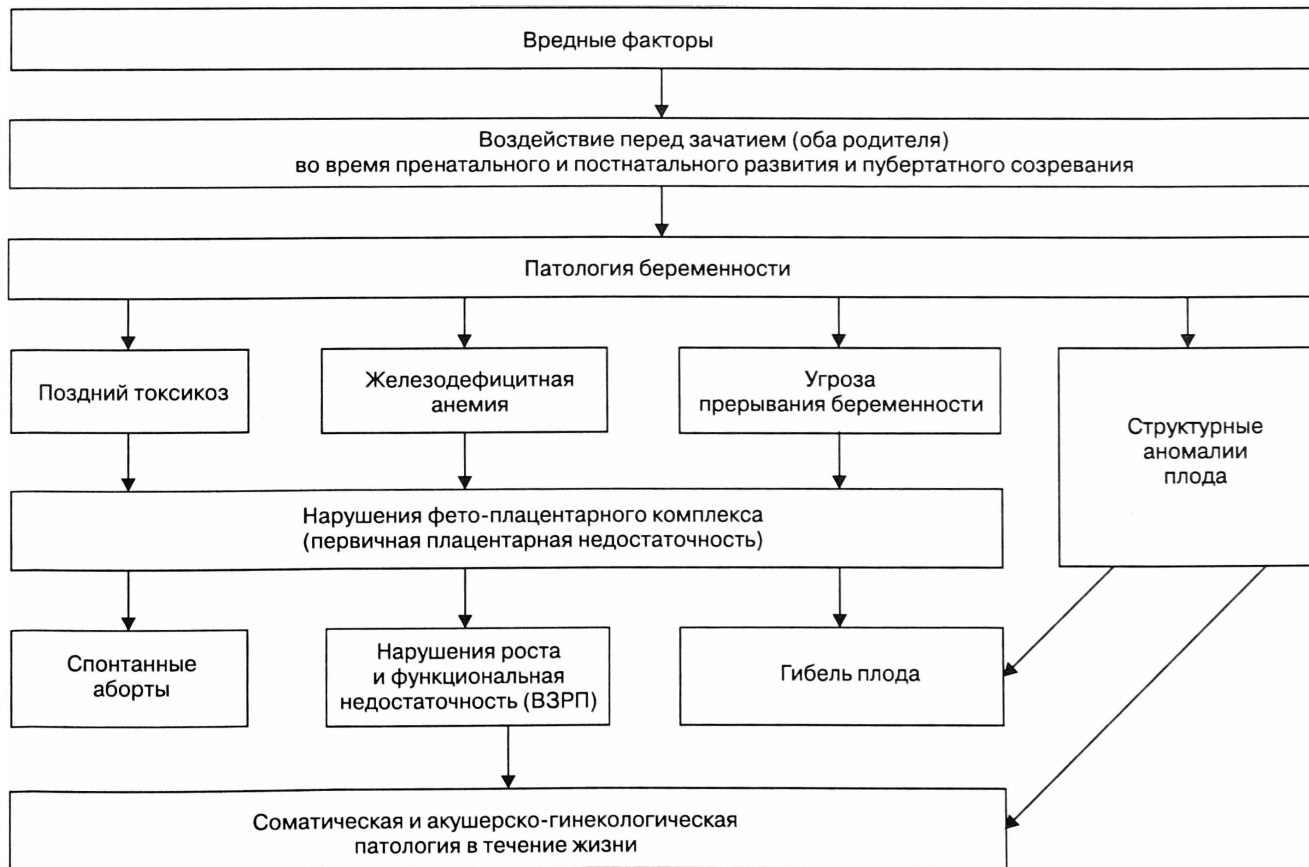 Вредные факторы
Воздействие перед зачатием (оба родителя)
во время пренатального и постнатального развития и пубертатного созревания
Патология беременности
Поздний токсикоз
Железодефицитная
анемия
Угроза
прерывания беременности
Структурные
аномалии
плода
Нарушения фето-плацентарного комплекса
(первичная плацентарная недостаточность)
Спонтанные
аборты
Нарушения роста
и функциональная
недостаточность (ВЗРП)
Гибель плода
Соматическая и акушерско-гинекологическая
патология в течение жизни